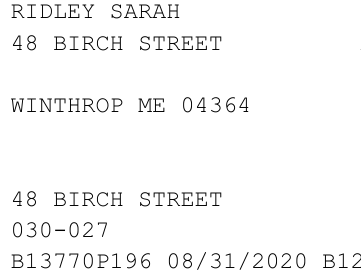 RIDLEY SARAH
48 BIRCH STREET
WINTHROP ME 04364
48 BIRCH STREET
030-027
B13770P196 08/31/2020 B12